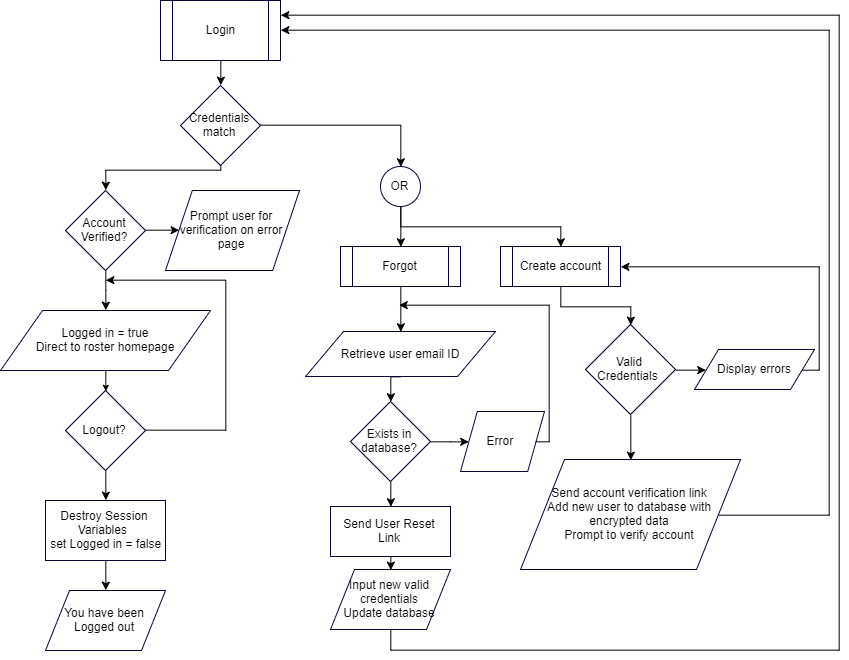 Login
Credentials
match
OR
Account
Verified?
Prompt user for
verification on error
page
Forgot
Create account
Logged in = true
Direct to roster homepage
Retrieve user email ID
Valid
Credentials
Display errors
Logout?
Exists in
database?
Error
Send account verification link
Add new user to database with
encrypted data
Prompt to verify account
Destroy Session
Variables
set Logged in = false
Send User Reset
Link
Input new valid
credentials
Update database
You have been
Logged out